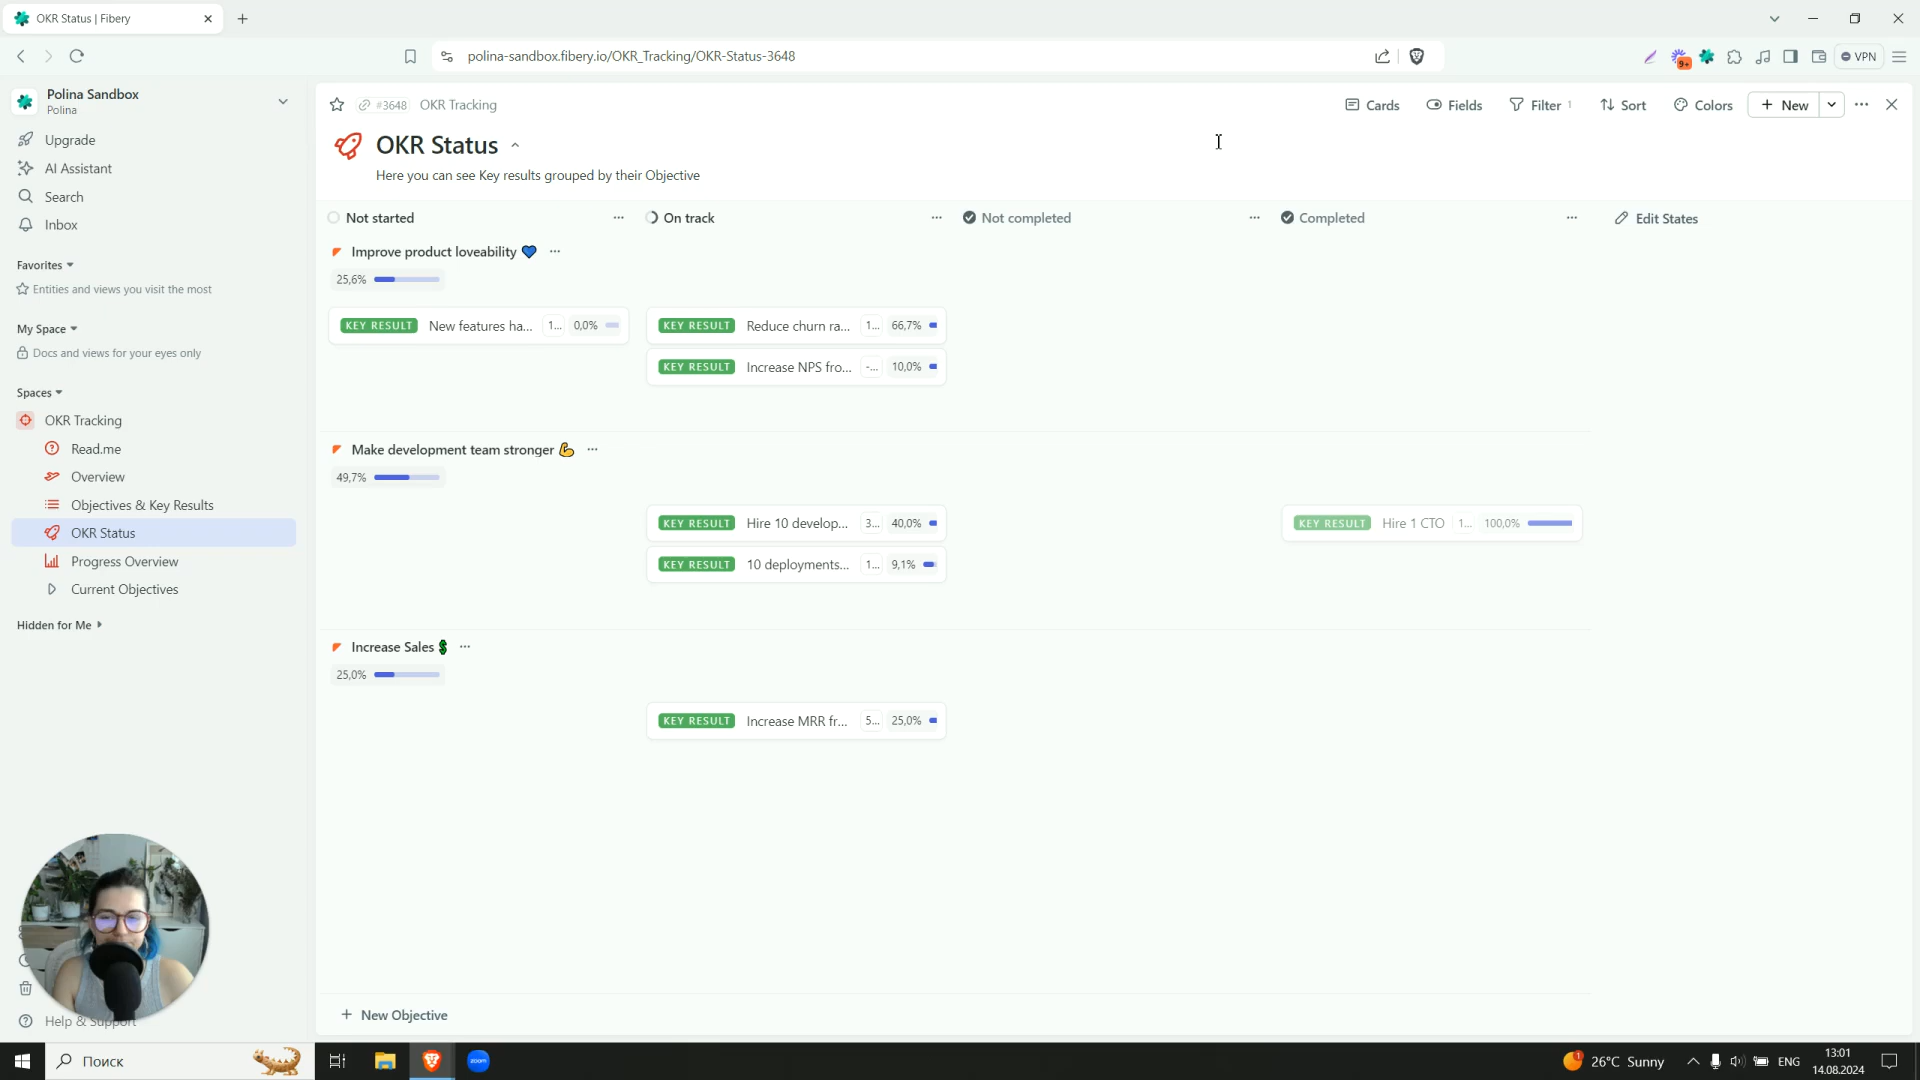 OKR Status | Fibery
polina-sandbox.fibery.io/OKR_Tracking/OKR-Status-3648
9+
VPN
Polina Sandbox
Polina
Upgrade
AI Assistant
Search
Inbox
Favorites
Entities and views you visit the most
My Space
Docs and views for your eyes only
Spaces
OKR Tracking
Read.me
Overview
Objectives & Key Results
OKR Status
Progress Overview
Current Objectives
Hidden for Me
Help & Support
#3648 OKR Tracking
Cards Fields Filter 1 Sort Colors + New
OKR Status
Here you can see Key results grouped by their Objective
Not started ... On track ... Not completed ... Completed ... Edit States
Improve product loveability 💙 ...
25,6%
KEY RESULT New features ha... 1... 0,0%
KEY RESULT Reduce churn ra... 1... 66,7%
KEY RESULT Increase NPS fro... -... 10,0%
Make development team stronger 💪 ...
49,7%
KEY RESULT Hire 10 develop... 3... 40,0%
KEY RESULT Hire 1 CTO 1... 100,0%
KEY RESULT 10 deployments... 1... 9,1%
Increase Sales 💲 ...
25,0%
KEY RESULT Increase MRR fr... 5... 25,0%
+ New Objective
Поиск
zoom
1
26°C Sunny
ENG
13:01
14.08.2024